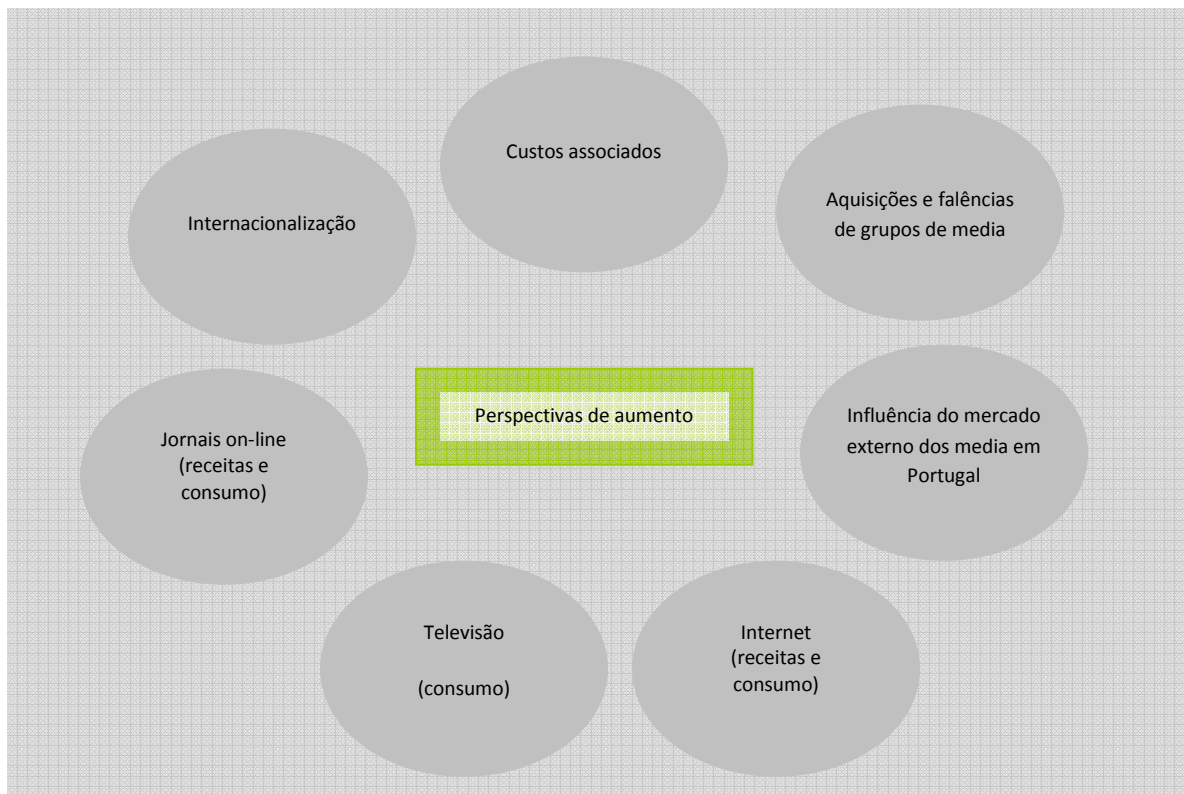 Custos associados
Internacionalização
Aquisições e falências
de grupos de media
Perspectivas de aumento
Jornais on-line
(receitas e
consumo)
Influência do mercado
externo dos media em
Portugal
Televisão
(consumo)
Internet
(receitas e
consumo)